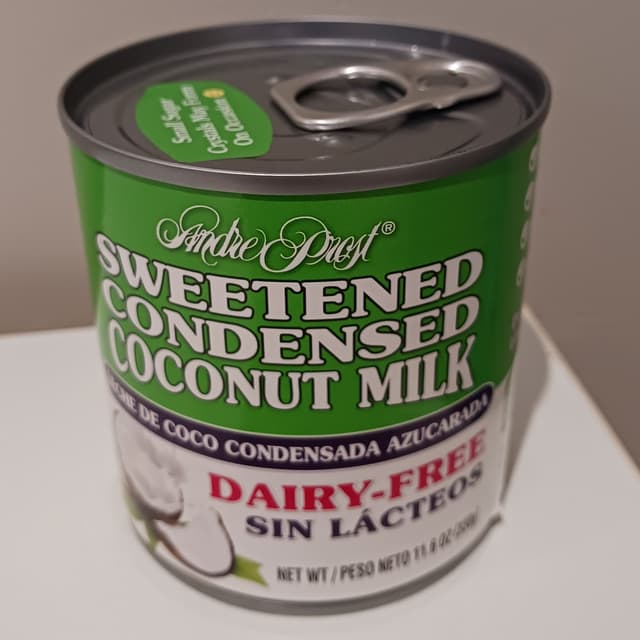 Small Sugar
Crystals May Form
On Occasion
Andre Prost®
SWEETENED
CONDENSED
COCONUT MILK
LECHE DE COCO CONDENSADA AZUCARADA
DAIRY-FREE
SIN LÁCTEOS
NET WT / PESO NETO 11.6 OZ